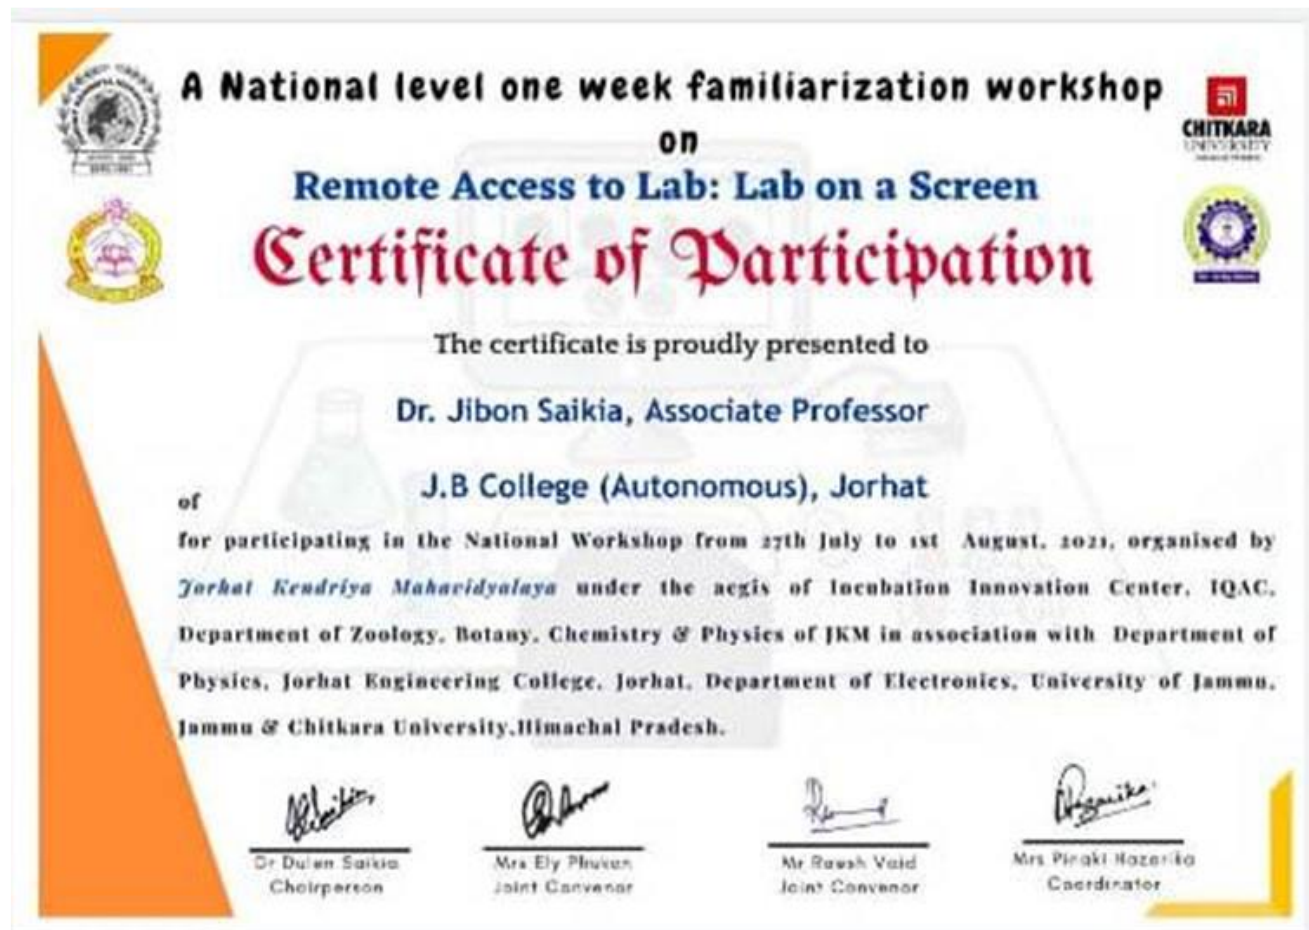 A National level one week familiarization workshop
on
Remote Access to Lab: Lab on a Screen
Certificate of Participation
The certificate is proudly presented to
Dr. Jibon Saikia, Associate Professor
J.B College (Autonomous), Jorhat
of
for participating in the National Workshop from 27th July to 1st August, 2021, organised by
Jorhat Kendriya Mahavidyalaya under the aegis of Incubation Innovation Center, IQAC,
Department of Zoology, Botany, Chemistry & Physics of JKM in association with Department of
Physics, Jorhat Engineering College, Jorhat, Department of Electronics, University of Jammu,
Jammu & Chitkara University,Himachal Pradesh.
CHITKARA
UNIVERSITY
Dr Dulen Saikia
Chairperson
Mrs Ely Phukan
Joint Convenor
Mr Vaid
Joint Convenor
Mrs Pinaki Hazarika
Coordinator